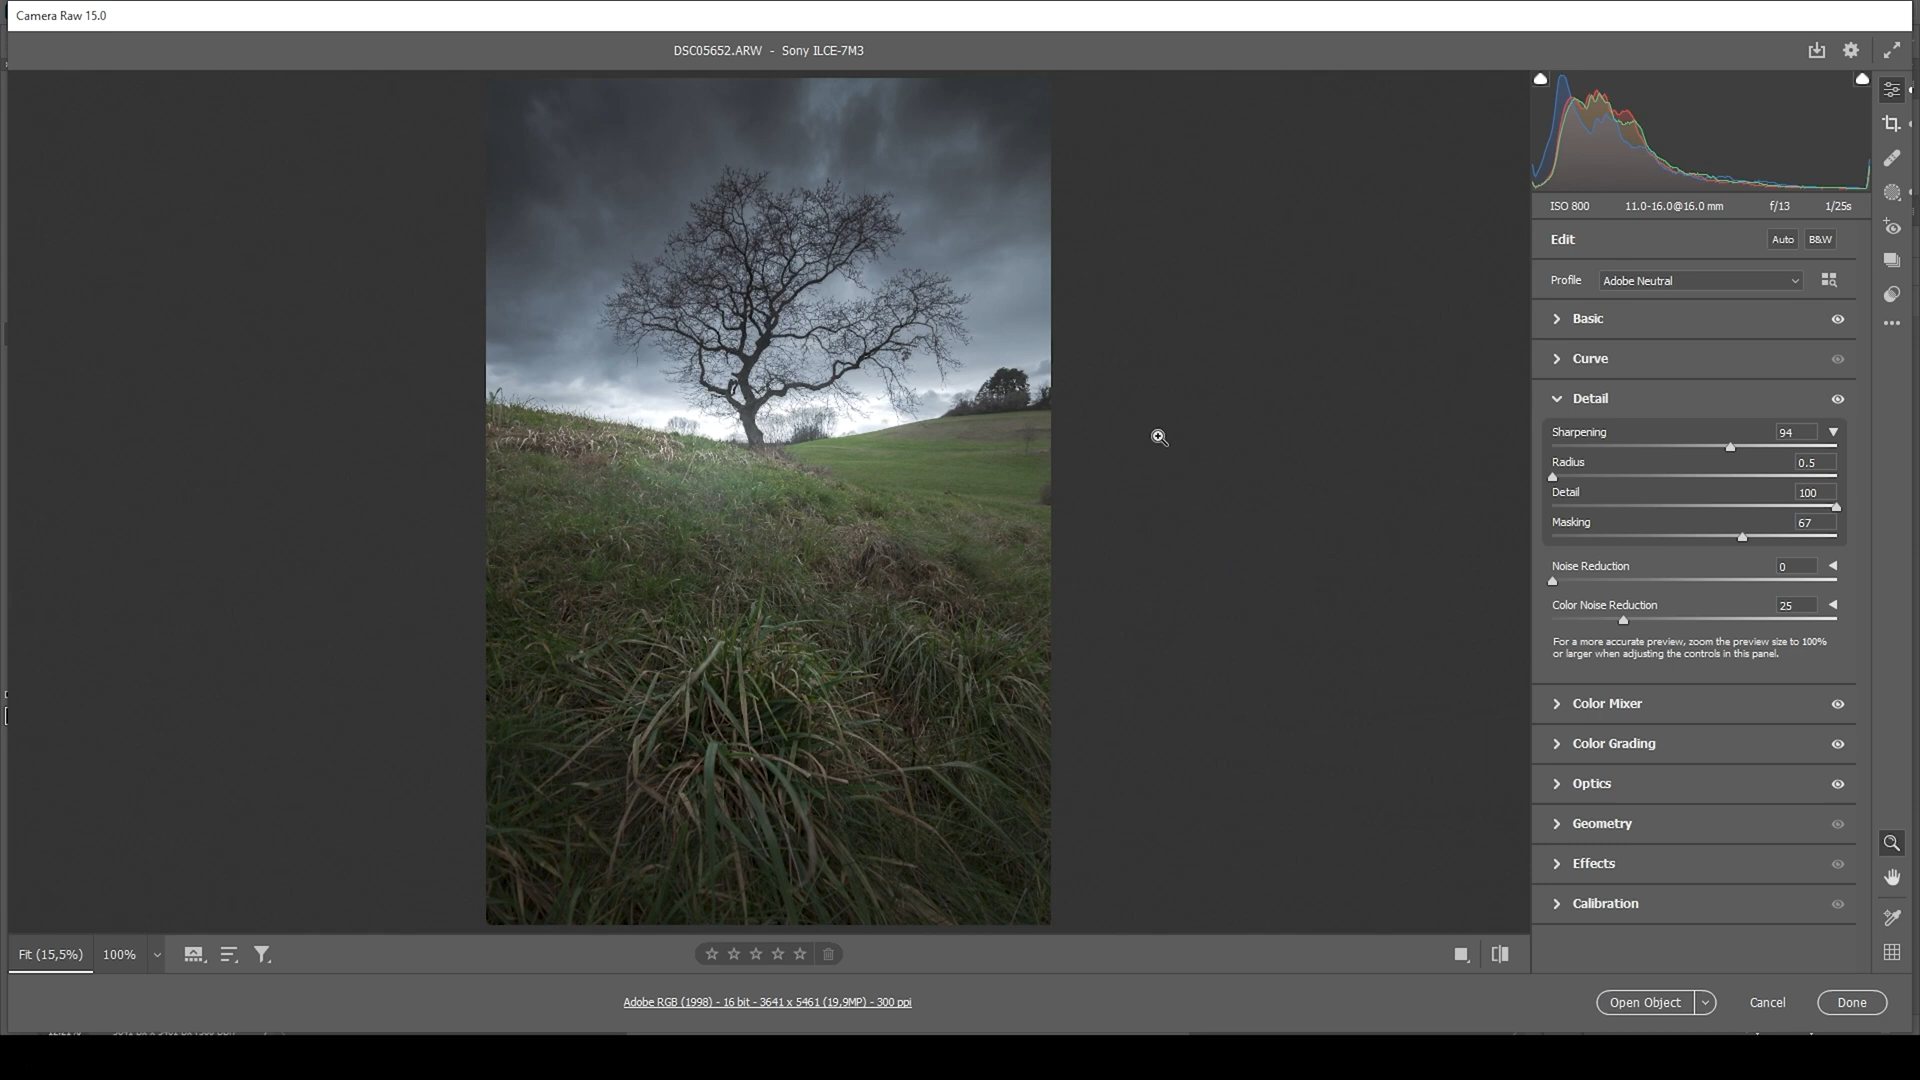 Camera Raw 15.0
DSC05652.ARW - Sony ILCE-7M3
ISO 800 11.0-16.0@16.0 mm f/13 1/25s
Edit Auto B&W
Profile Adobe Neutral
Basic
Curve
Detail
Sharpening 94
Radius 0.5
Detail 100
Masking 67
Noise Reduction 0
Color Noise Reduction 25
For a more accurate preview, zoom the preview size to 100%
or larger when adjusting the controls in this panel.
Color Mixer
Color Grading
Optics
Geometry
Effects
Calibration
Fit (15,5%) 100%
Adobe RGB (1998) - 16 bit - 3641 x 5461 (19,9MP) - 300 ppi
Open Object Cancel Done